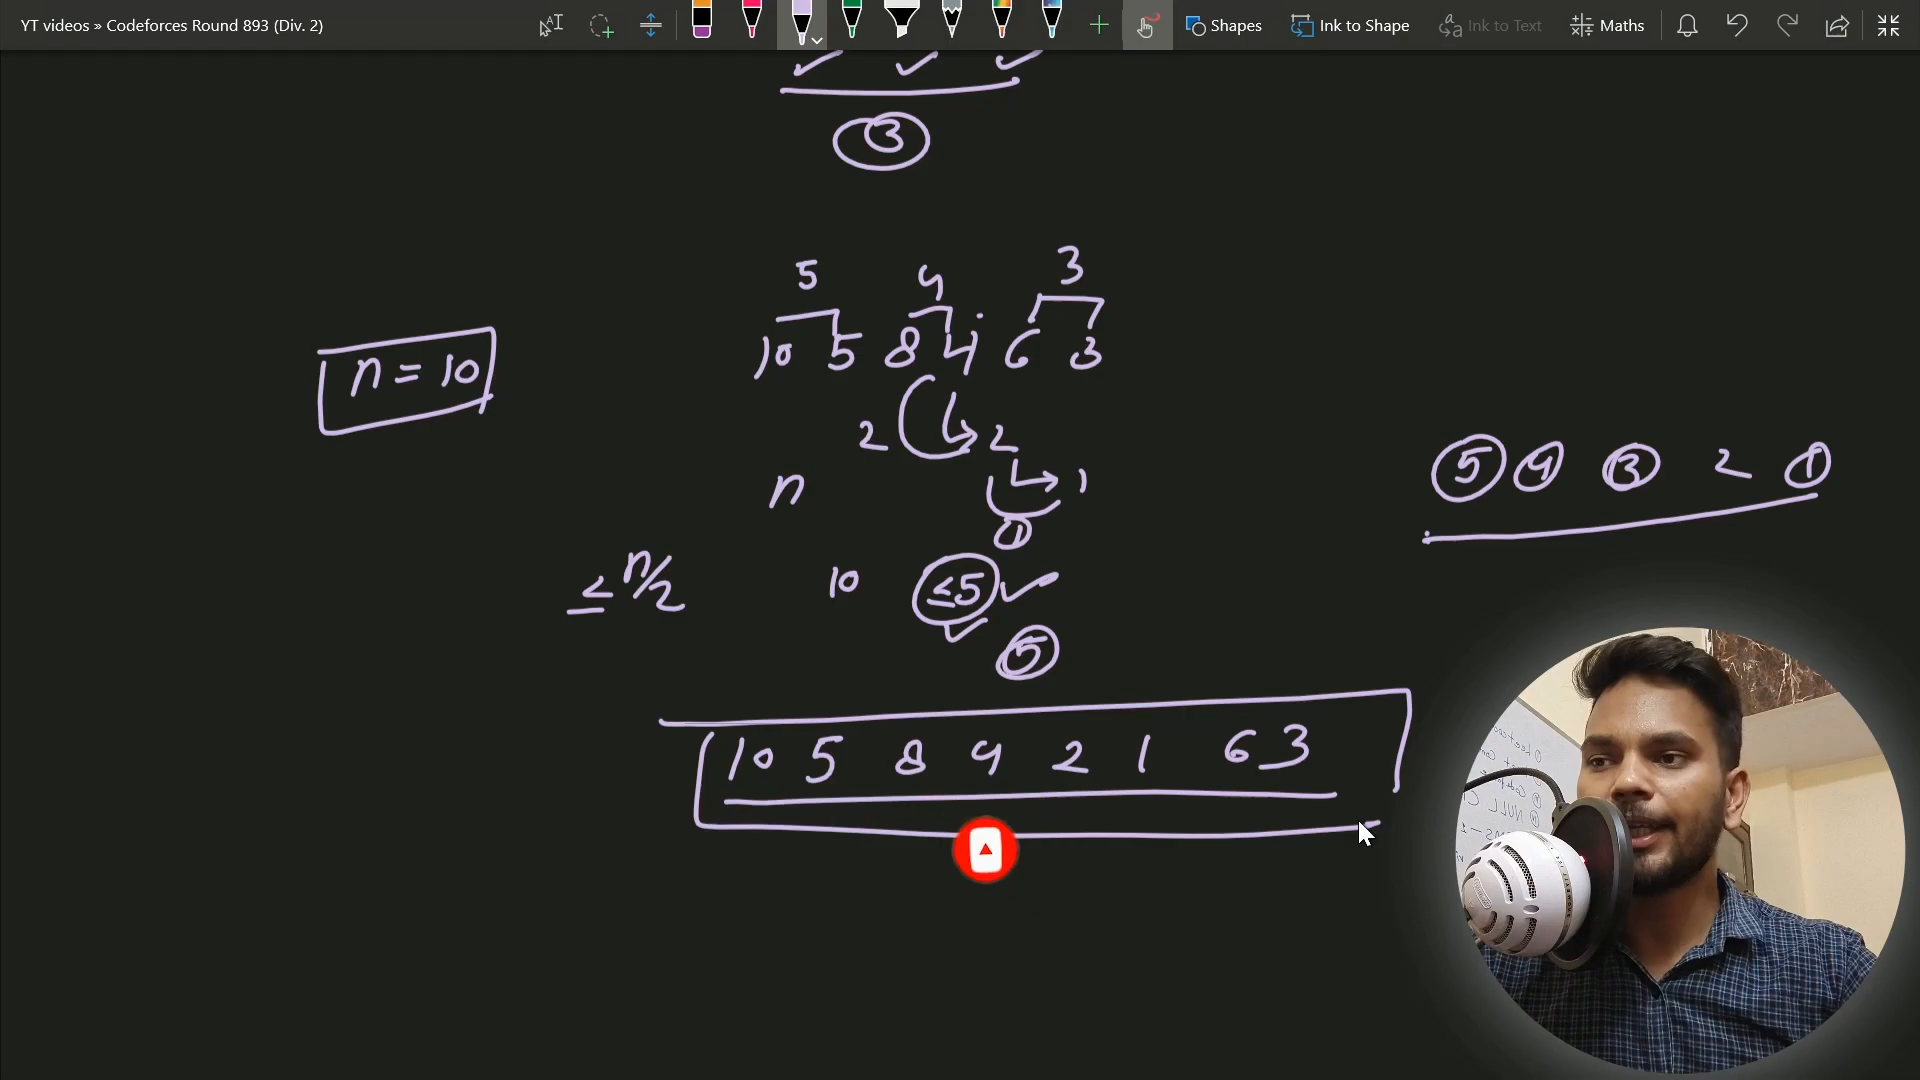 YT videos » Codeforces Round 893 (Div. 2)
Shapes
Ink to Shape
Ink to Text
Maths
3
5 4 3
10 5 8 4 6 3
n = 10
2 2
n 1
1
5 4 3 2 1
≤ n/2 10 ≤5
5
10 5 8 4 2 1 6 3